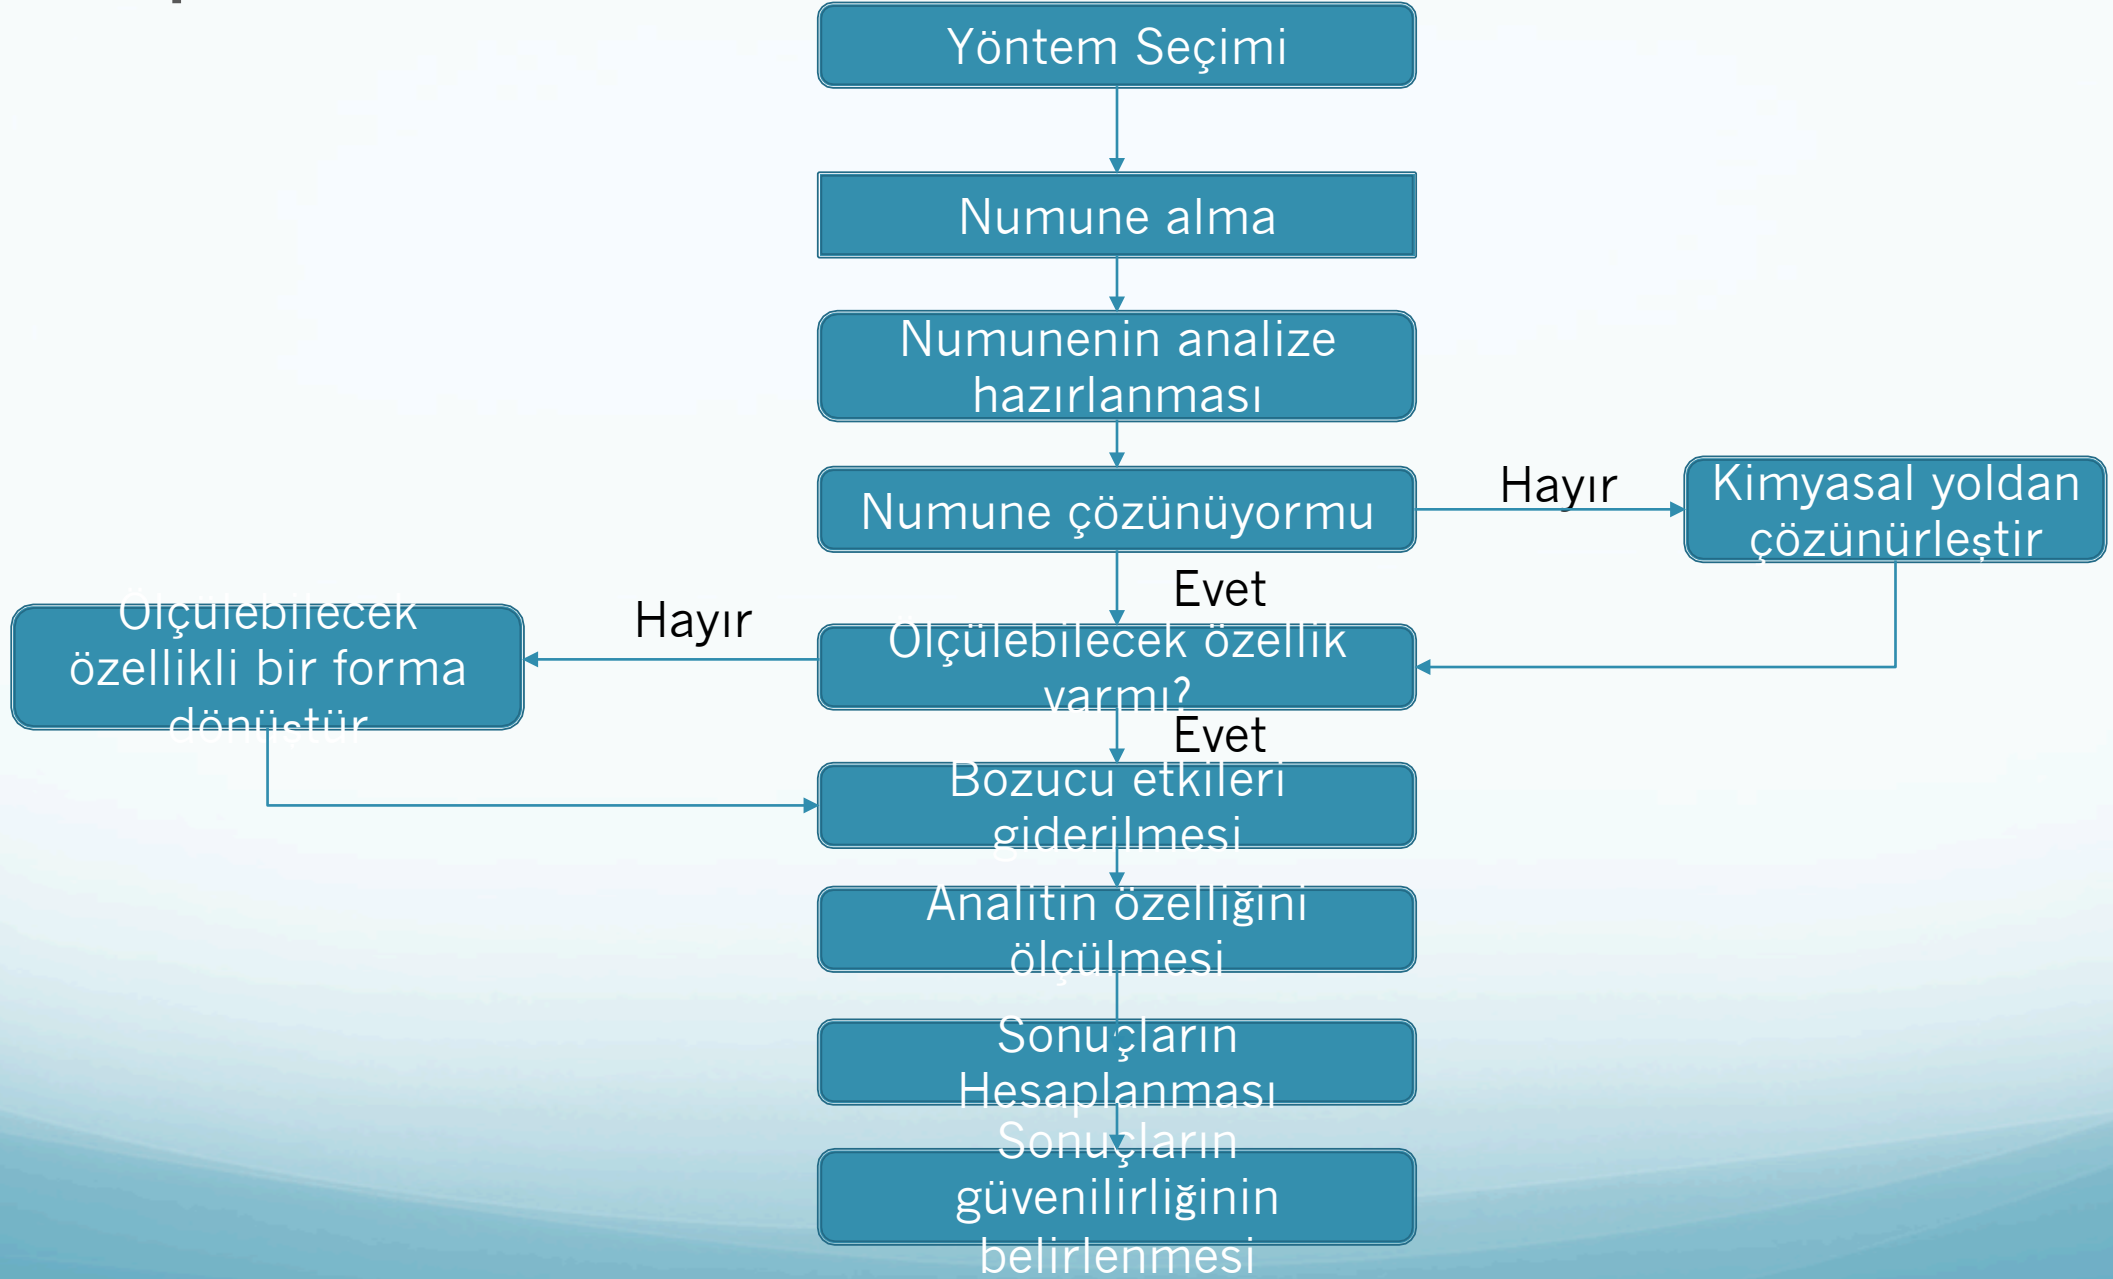 Yöntem Seçimi
Numune alma
Numunenin analize
hazırlanması
Numune çözünüyormu
Hayır
Kimyasal yoldan
çözünürleştir
Evet
Ölçülebilecek özellik
varmı?
Hayır
Ölçülebilecek
özellikli bir forma
dönüştür
Evet
Bozucu etkileri
giderilmesi
Analitin özelliğini
ölçülmesi
Sonuçların
Hesaplanması
Sonuçların
güvenilirliğinin
belirlenmesi